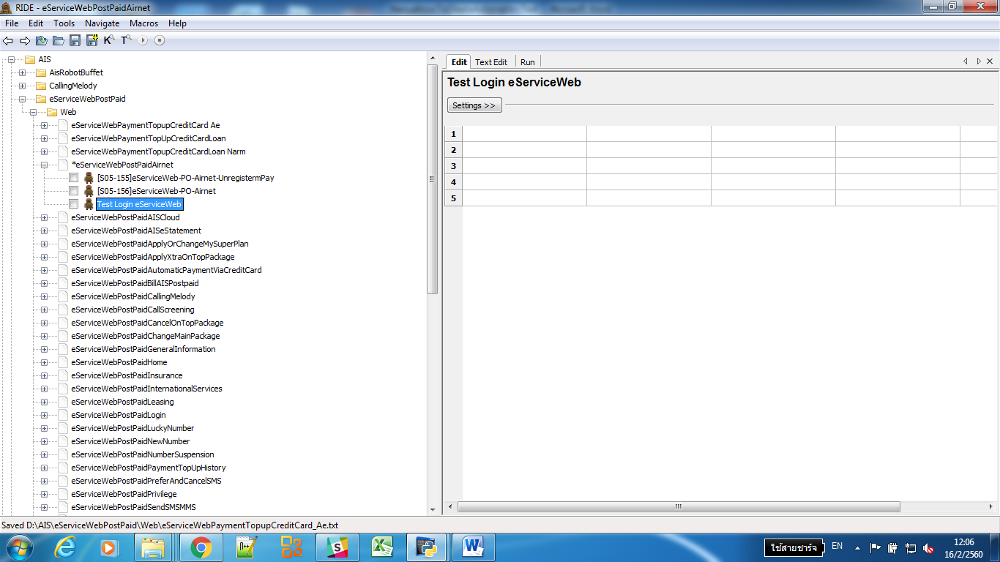 RIDE - eServiceWebPostPaidAirnet
File Edit Tools Navigate Macros Help
K T
AIS
AisRobotBuffet
CallingMelody
eServiceWebPostPaid
Web
eServiceWebPaymentTopupCreditCard Ae
eServiceWebPaymentTopUpCreditCardLoan
eServiceWebPaymentTopupCreditCardLoan Narm
*eServiceWebPostPaidAirnet
[S05-155]eServiceWeb-PO-Airnet-UnregistermPay
[S05-156]eServiceWeb-PO-Airnet
Test Login eServiceWeb
eServiceWebPostPaidAISCloud
eServiceWebPostPaidAISeStatement
eServiceWebPostPaidApplyOrChangeMySuperPlan
eServiceWebPostPaidApplyXtraOnTopPackage
eServiceWebPostPaidAutomaticPaymentViaCreditCard
eServiceWebPostPaidBillAISPostpaid
eServiceWebPostPaidCallingMelody
eServiceWebPostPaidCallScreening
eServiceWebPostPaidCancelOnTopPackage
eServiceWebPostPaidChangeMainPackage
eServiceWebPostPaidGeneralInformation
eServiceWebPostPaidHome
eServiceWebPostPaidInsurance
eServiceWebPostPaidInternationalServices
eServiceWebPostPaidLeasing
eServiceWebPostPaidLogin
eServiceWebPostPaidLuckyNumber
eServiceWebPostPaidNewNumber
eServiceWebPostPaidNumberSuspension
eServiceWebPostPaidPaymentTopUpHistory
eServiceWebPostPaidPreferAndCancelSMS
eServiceWebPostPaidPrivilege
eServiceWebPostPaidSendSMSMMS
Edit Text Edit Run
Test Login eServiceWeb
Settings >>
1
2
3
4
5
Saved D:\AIS\eServiceWebPostPaid\Web\eServiceWebPaymentTopupCreditCard_Ae.txt
ใช้สายชาร์จ EN 12:06
16/2/2560